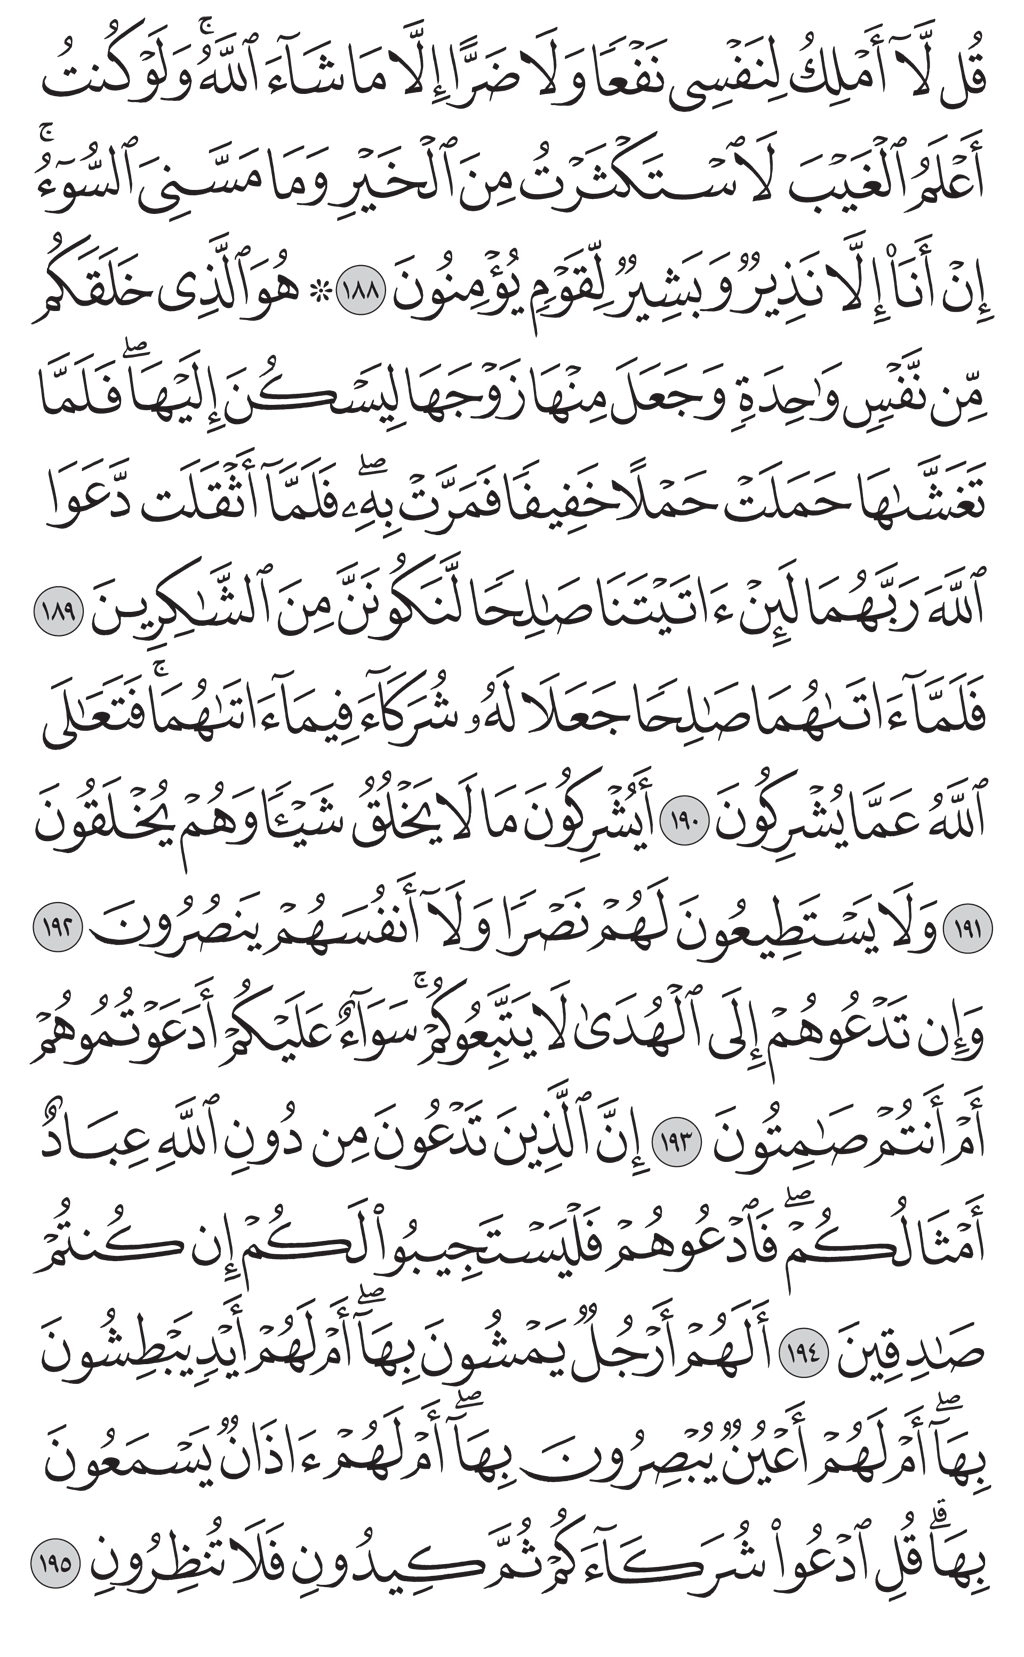 قُل لَّآ أَمْلِكُ لِنَفْسِى نَفْعًا وَلَا ضَرًّا إِلَّا مَا شَآءَ ٱللَّهُ ۚ وَلَوْ كُنتُ
أَعْلَمُ ٱلْغَيْبَ لَٱسْتَكْثَرْتُ مِنَ ٱلْخَيْرِ وَمَا مَسَّنِىَ ٱلسُّوٓءُ ۚ
إِنْ أَنَا۠ إِلَّا نَذِيرٌ وَبَشِيرٌ لِّقَوْمٍ يُؤْمِنُونَ ١٨٨ ۞ هُوَ ٱلَّذِى خَلَقَكُم
مِّن نَّفْسٍ وَٰحِدَةٍ وَجَعَلَ مِنْهَا زَوْجَهَا لِيَسْكُنَ إِلَيْهَا ۖ فَلَمَّا
تَغَشَّىٰهَا حَمَلَتْ حَمْلًا خَفِيفًا فَمَرَّتْ بِهِۦ ۖ فَلَمَّآ أَثْقَلَت دَّعَوَا
ٱللَّهَ رَبَّهُمَا لَئِنْ ءَاتَيْتَنَا صَٰلِحًا لَّنَكُونَنَّ مِنَ ٱلشَّٰكِرِينَ ١٨٩
فَلَمَّآ ءَاتَىٰهُمَا صَٰلِحًا جَعَلَا لَهُۥ شُرَكَآءَ فِيمَآ ءَاتَىٰهُمَا ۚ فَتَعَٰلَى
ٱللَّهُ عَمَّا يُشْرِكُونَ ١٩٠ أَيُشْرِكُونَ مَا لَا يَخْلُقُ شَيْـًٔا وَهُمْ يُخْلَقُونَ
١٩١ وَلَا يَسْتَطِيعُونَ لَهُمْ نَصْرًا وَلَآ أَنفُسَهُمْ يَنصُرُونَ ١٩٢
وَإِن تَدْعُوهُمْ إِلَى ٱلْهُدَىٰ لَا يَتَّبِعُوكُمْ ۚ سَوَآءٌ عَلَيْكُمْ أَدَعَوْتُمُوهُمْ
أَمْ أَنتُمْ صَٰمِتُونَ ١٩٣ إِنَّ ٱلَّذِينَ تَدْعُونَ مِن دُونِ ٱللَّهِ عِبَادٌ
أَمْثَالُكُمْ ۖ فَٱدْعُوهُمْ فَلْيَسْتَجِيبُوا۟ لَكُمْ إِن كُنتُمْ
صَٰدِقِينَ ١٩٤ أَلَهُمْ أَرْجُلٌ يَمْشُونَ بِهَآ ۖ أَمْ لَهُمْ أَيْدٍ يَبْطِشُونَ
بِهَآ ۖ أَمْ لَهُمْ أَعْيُنٌ يُبْصِرُونَ بِهَآ ۖ أَمْ لَهُمْ ءَاذَانٌ يَسْمَعُونَ
بِهَا ۗ قُلِ ٱدْعُوا۟ شُرَكَآءَكُمْ ثُمَّ كِيدُونِ فَلَا تُنظِرُونِ ١٩٥